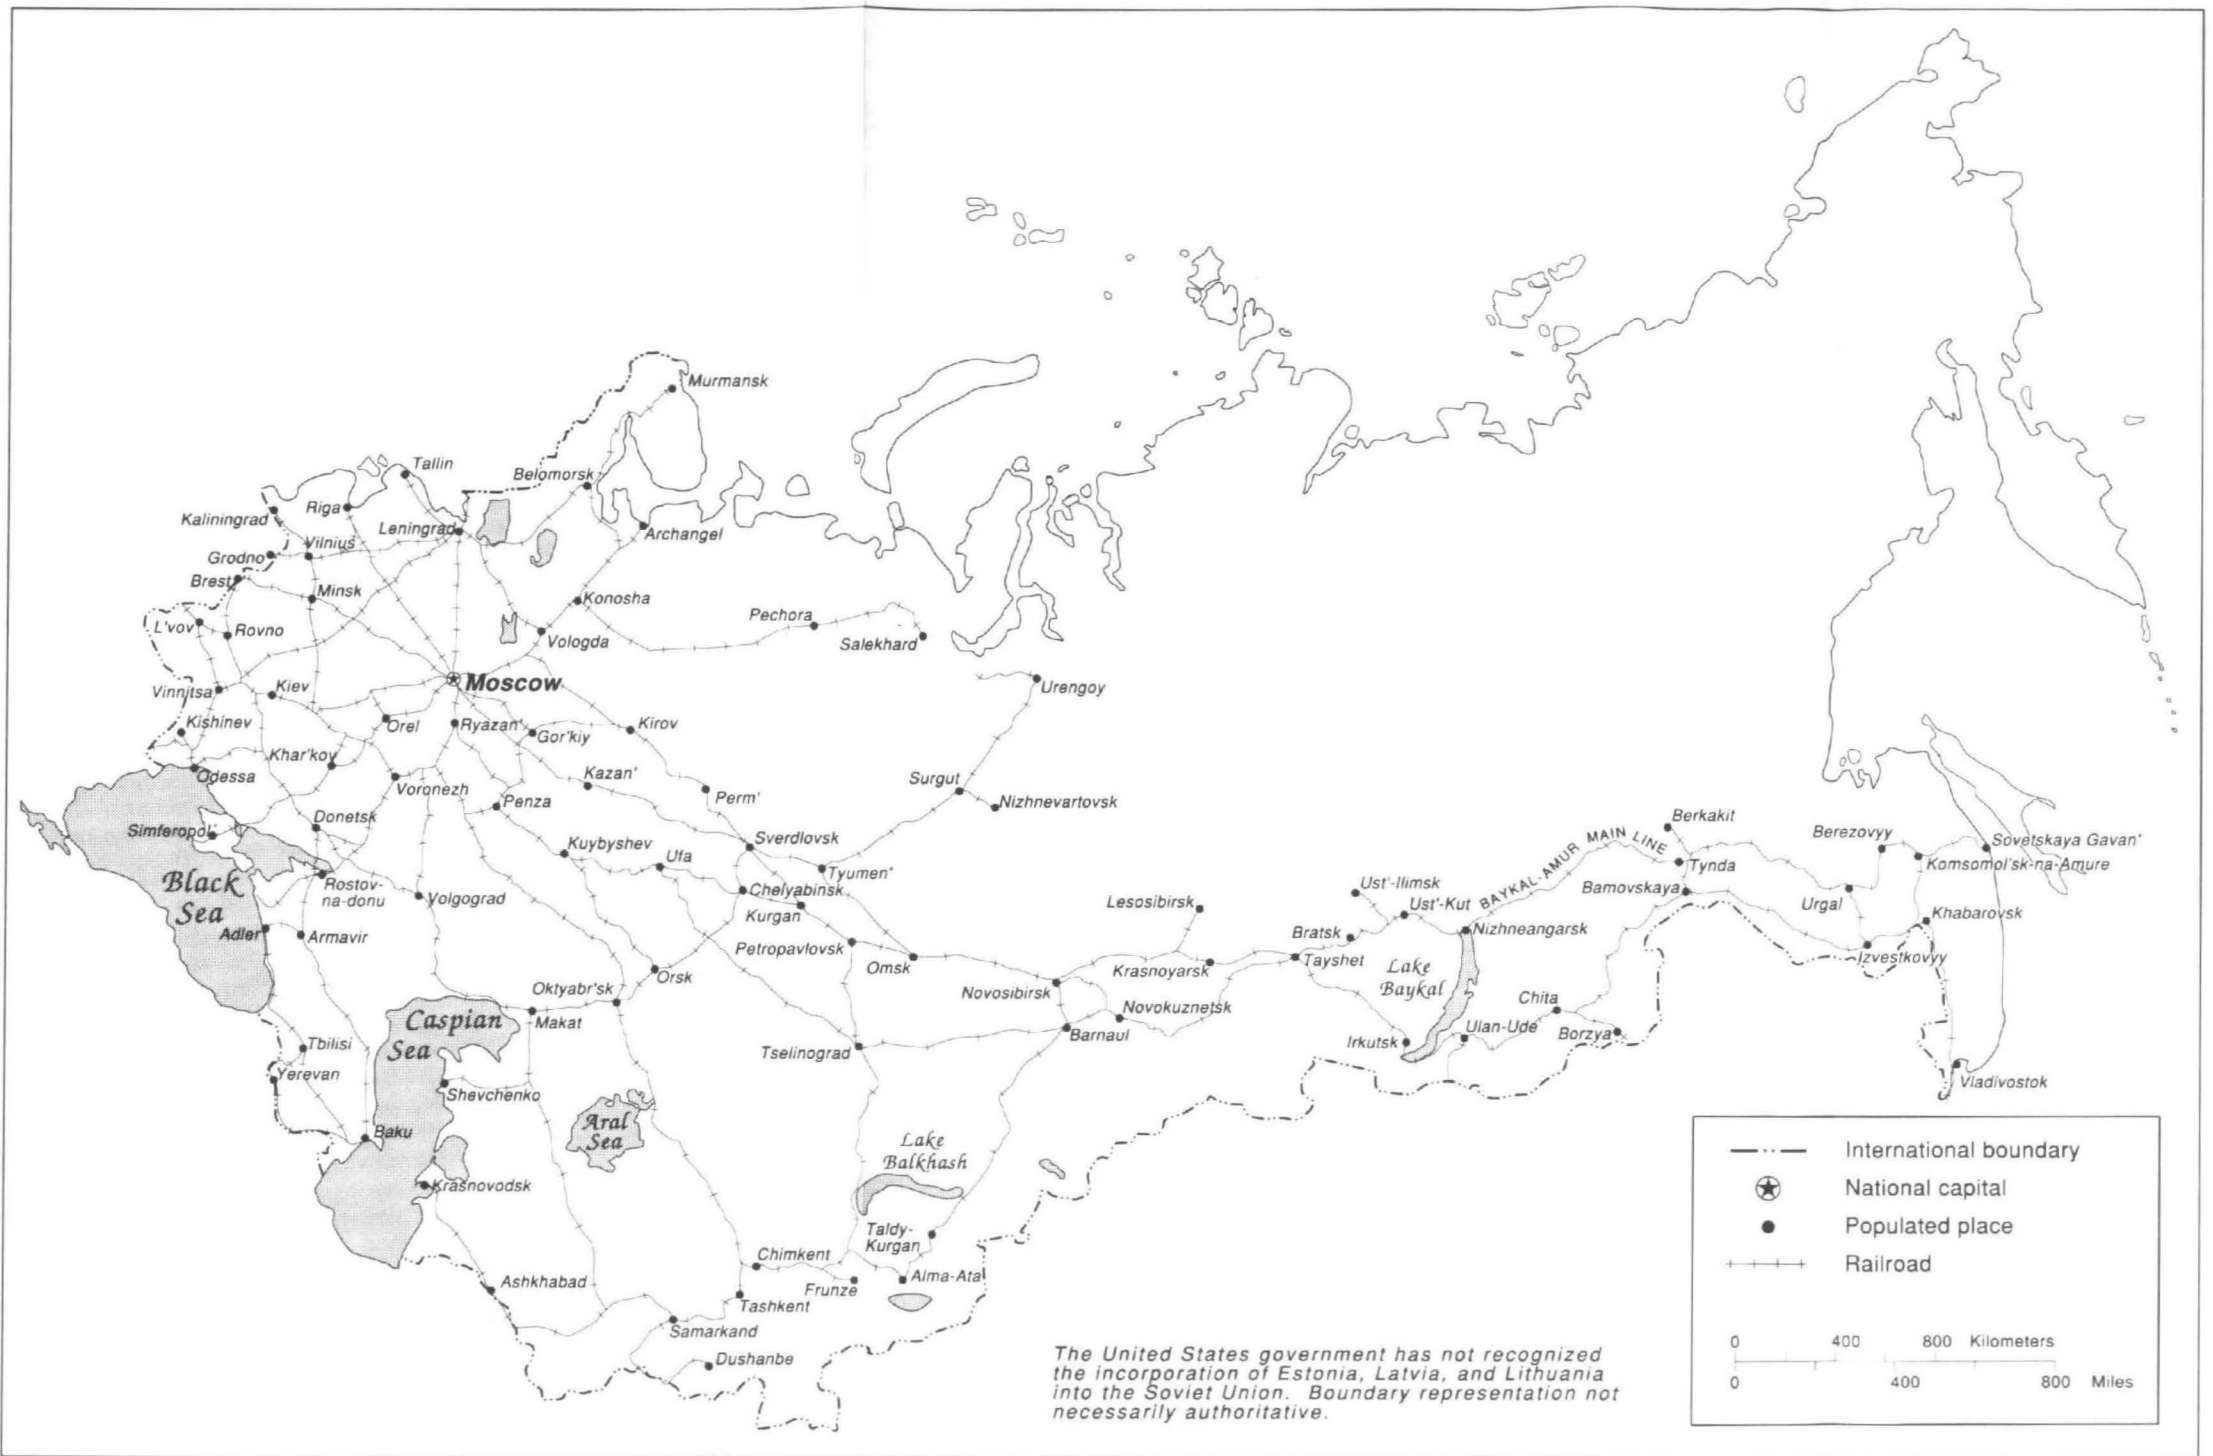 Murmansk
Tallin
Belomorsk
Riga
Kaliningrad
Leningrad
Archangel
Vilnius
Grodno
Brest
Minsk
Konosha
Pechora
L'vov
Rovno
Vologda
Salekhard
Moscow
Vinnitsa
Kiev
Urengoy
Kishinev
Orel
Ryazan'
Gor'kiy
Kirov
Khar'kov
Odessa
Kazan'
Surgut
Voronezh
Penza
Perm'
Nizhnevartovsk
Donetsk
Simferopol'
Berkakit
Kuybyshev
Sverdlovsk
BAYKAL-AMUR MAIN LINE
Berezovyy
Sovetskaya Gavan'
Ufa
Tyumen'
Tynda
Komsomol'sk-na-Amure
Black
Sea
Rostov-
na-donu
Volgograd
Chelyabinsk
Kurgan
Ust'-Ilimsk
Ust'-Kut
Bamovskaya
Lesosibirsk
Urgal
Khabarovsk
Adler
Armavir
Bratsk
Nizhneangarsk
Petropavlovsk
Omsk
Krasnoyarsk
Tayshet
Izvestkovyy
Orsk
Lake
Baykal
Oktyabr'sk
Novosibirsk
Novokuznetsk
Chita
Caspian
Sea
Makat
Barnaul
Ulan-Ude
Borzya
Irkutsk
Tbilisi
Tselinograd
Yerevan
Shevchenko
Vladivostok
Aral
Sea
Baku
Lake
Balkhash
Krasnovodsk
Taldy-
Kurgan
Chimkent
Ashkhabad
Frunze
Alma-Ata
Tashkent
Samarkand
Dushanbe
International boundary
National capital
Populated place
Railroad
0 400 800 Kilometers
0 400 800 Miles
The United States government has not recognized
the incorporation of Estonia, Latvia, and Lithuania
into the Soviet Union. Boundary representation not
necessarily authoritative.